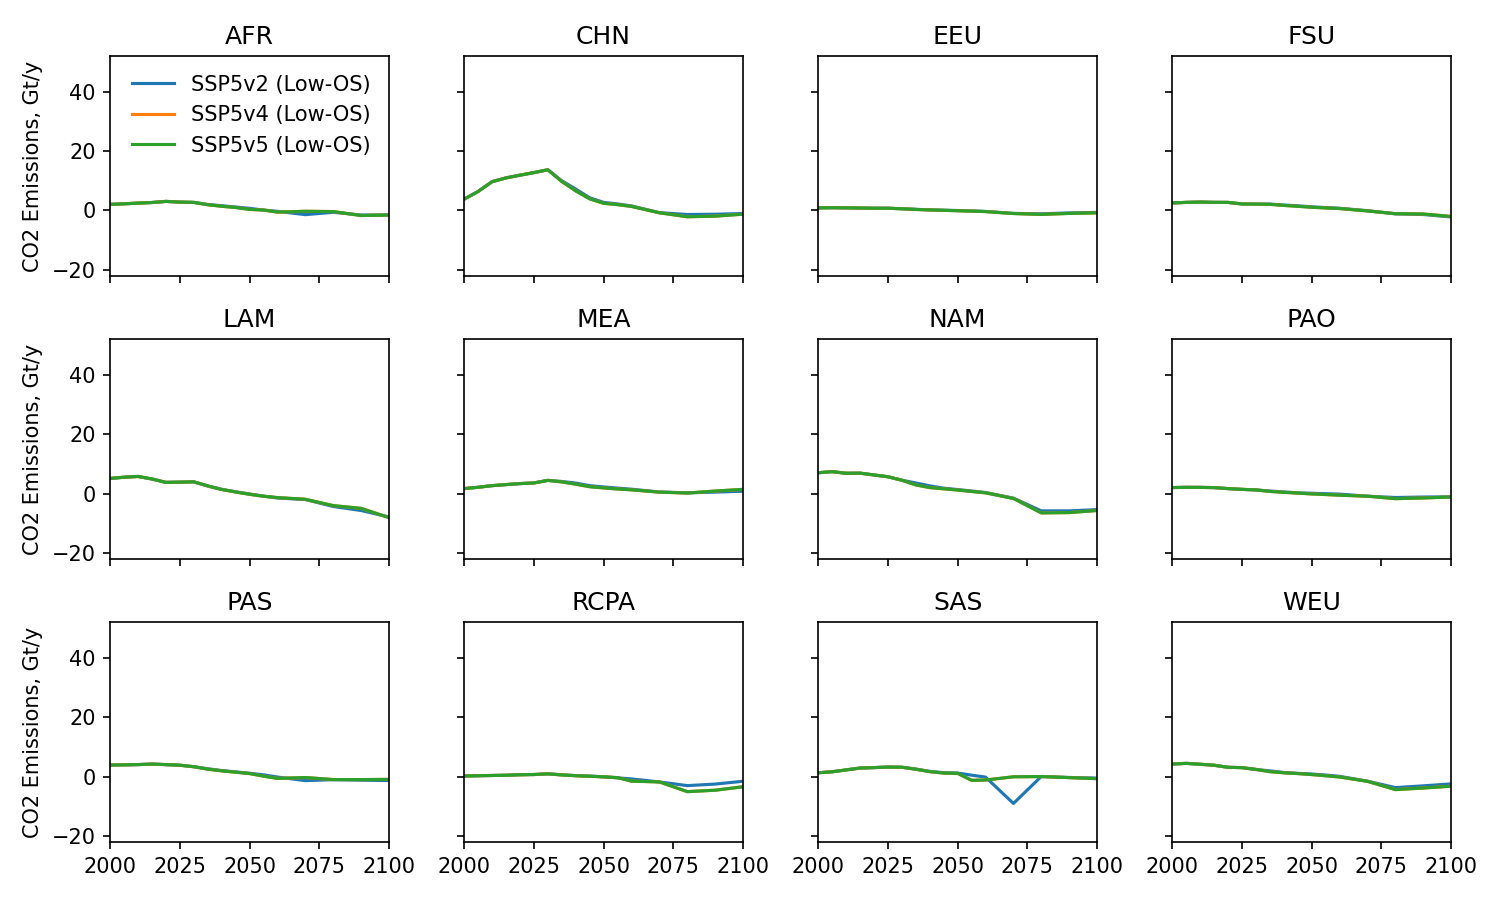 AFR CHN EEU FSU
CO2 Emissions, Gt/y
40
20
0
−20
SSP5v2 (Low-OS)
SSP5v4 (Low-OS)
SSP5v5 (Low-OS)
LAM MEA NAM PAO
CO2 Emissions, Gt/y
40
20
0
−20
PAS RCPA SAS WEU
CO2 Emissions, Gt/y
40
20
0
−20
2000 2025 2050 2075 2100 2000 2025 2050 2075 2100 2000 2025 2050 2075 2100 2000 2025 2050 2075 2100